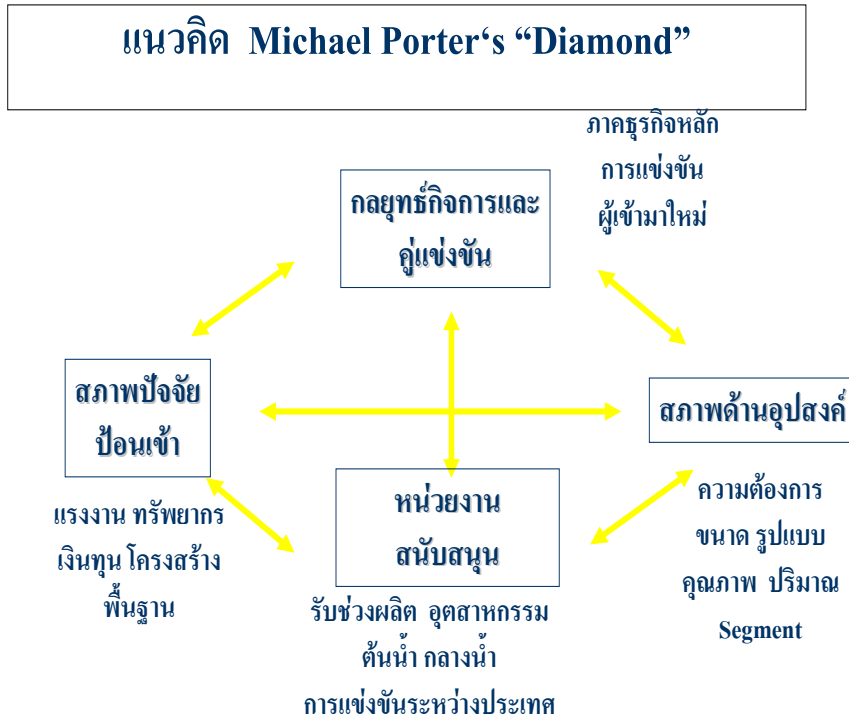 แนวคิด Michael Porter‘s “Diamond”
ภาคธุรกิจหลัก
การแข่งขัน
ผู้เข้ามาใหม่
กลยุทธ์กิจการและ
คู่แข่งขัน
สภาพปัจจัย
ป้อนเข้า
แรงงาน ทรัพยากร
เงินทุน โครงสร้าง
พื้นฐาน
สภาพด้านอุปสงค์
ความต้องการ
ขนาด รูปแบบ
คุณภาพ ปริมาณ
Segment
หน่วยงาน
สนับสนุน
รับช่วงผลิต อุตสาหกรรม
ต้นน้ำ กลางน้ำ
การแข่งขันระหว่างประเทศ